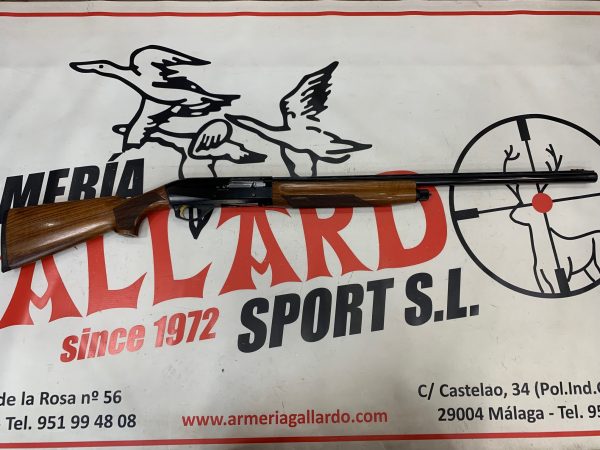 MERÍA
ALLARDO
SPORT S.L.
since 1972
de la Rosa nº 56
- Tel. 951 99 48 08
www.armeriagallardo.com
C/ Castelao, 34 (Pol.Ind.
29004 Málaga - Tel. 95